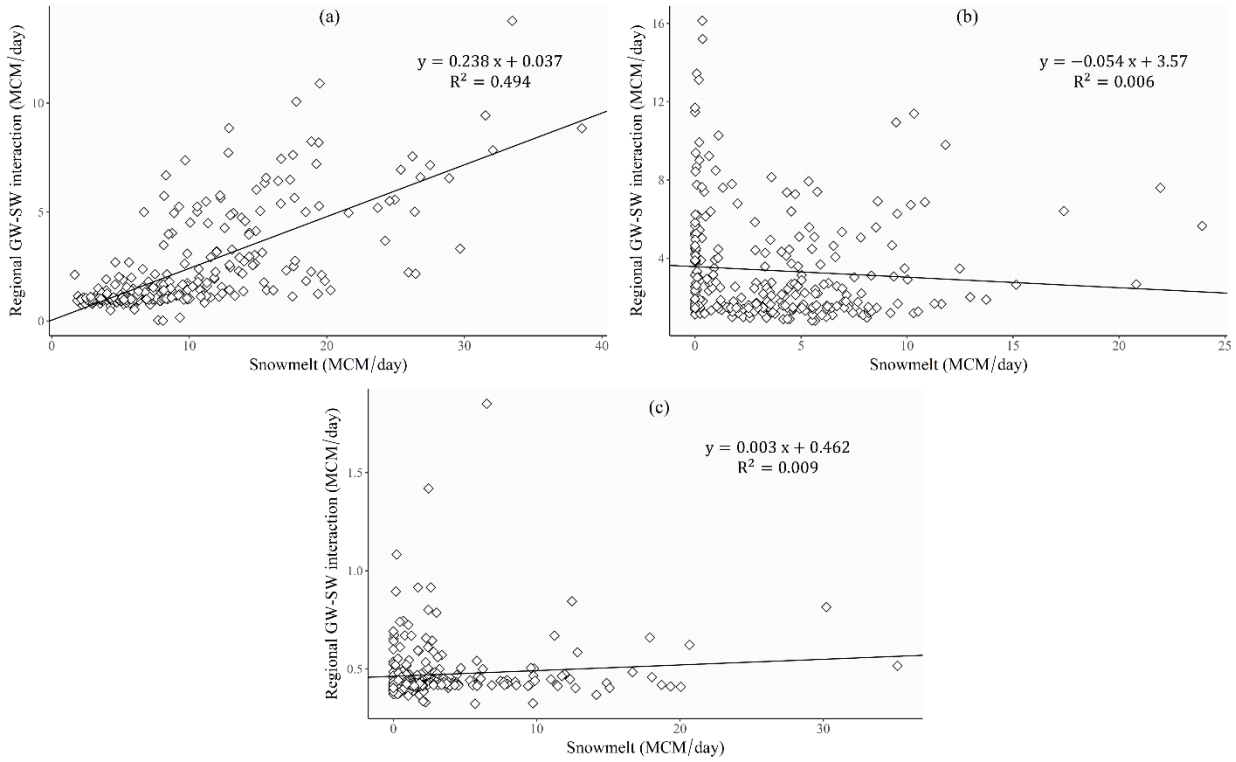 (a)
y = 0.238 x + 0.037
R² = 0.494
Regional GW-SW interaction (MCM/day)
10
5
0
0 10 20 30 40
Snowmelt (MCM/day)
(b)
y = −0.054 x + 3.57
R² = 0.006
Regional GW-SW interaction (MCM/day)
16
12
8
4
0 5 10 15 20 25
Snowmelt (MCM/day)
(c)
y = 0.003 x + 0.462
R² = 0.009
Regional GW-SW interaction (MCM/day)
1.5
1.0
0.5
0 10 20 30
Snowmelt (MCM/day)